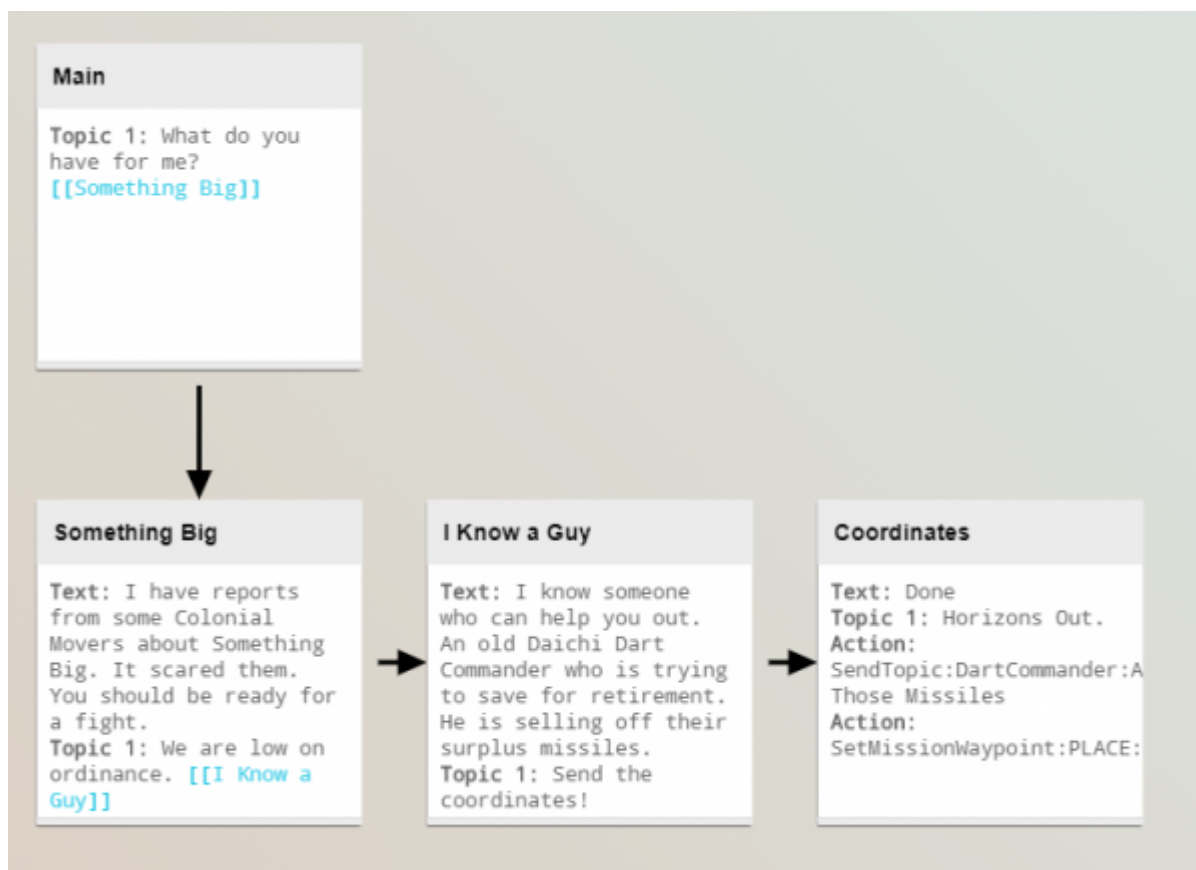 Main
Topic 1: What do you
have for me?
[[Something Big]]
Something Big
Text: I have reports
from some Colonial
Movers about Something
Big. It scared them.
You should be ready for
a fight.
Topic 1: We are low on
ordinance. [[I Know a
Guy]]
I Know a Guy
Text: I know someone
who can help you out.
An old Daichi Dart
Commander who is trying
to save for retirement.
He is selling off their
surplus missiles.
Topic 1: Send the
coordinates!
Coordinates
Text: Done
Topic 1: Horizons Out.
Action:
SendTopic:DartCommander:A
Those Missiles
Action:
SetMissionWaypoint:PLACE: